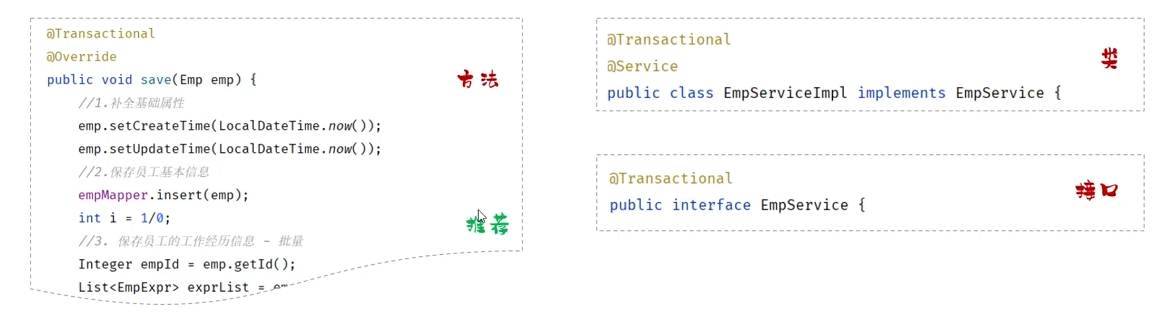 @Transactional
@Override
public void save(Emp emp) {
方法
//1.补全基础属性
emp.setCreateTime(LocalDateTime.now());
emp.setUpdateTime(LocalDateTime.now());
//2.保存员工基本信息
empMapper.insert(emp);
int i = 1/0;
推荐
//3. 保存员工的工作经历信息 - 批量
Integer empId = emp.getId();
List<EmpExpr> exprList =
@Transactional
@Service
类
public class EmpServiceImpl implements EmpService {
@Transactional
接口
public interface EmpService {